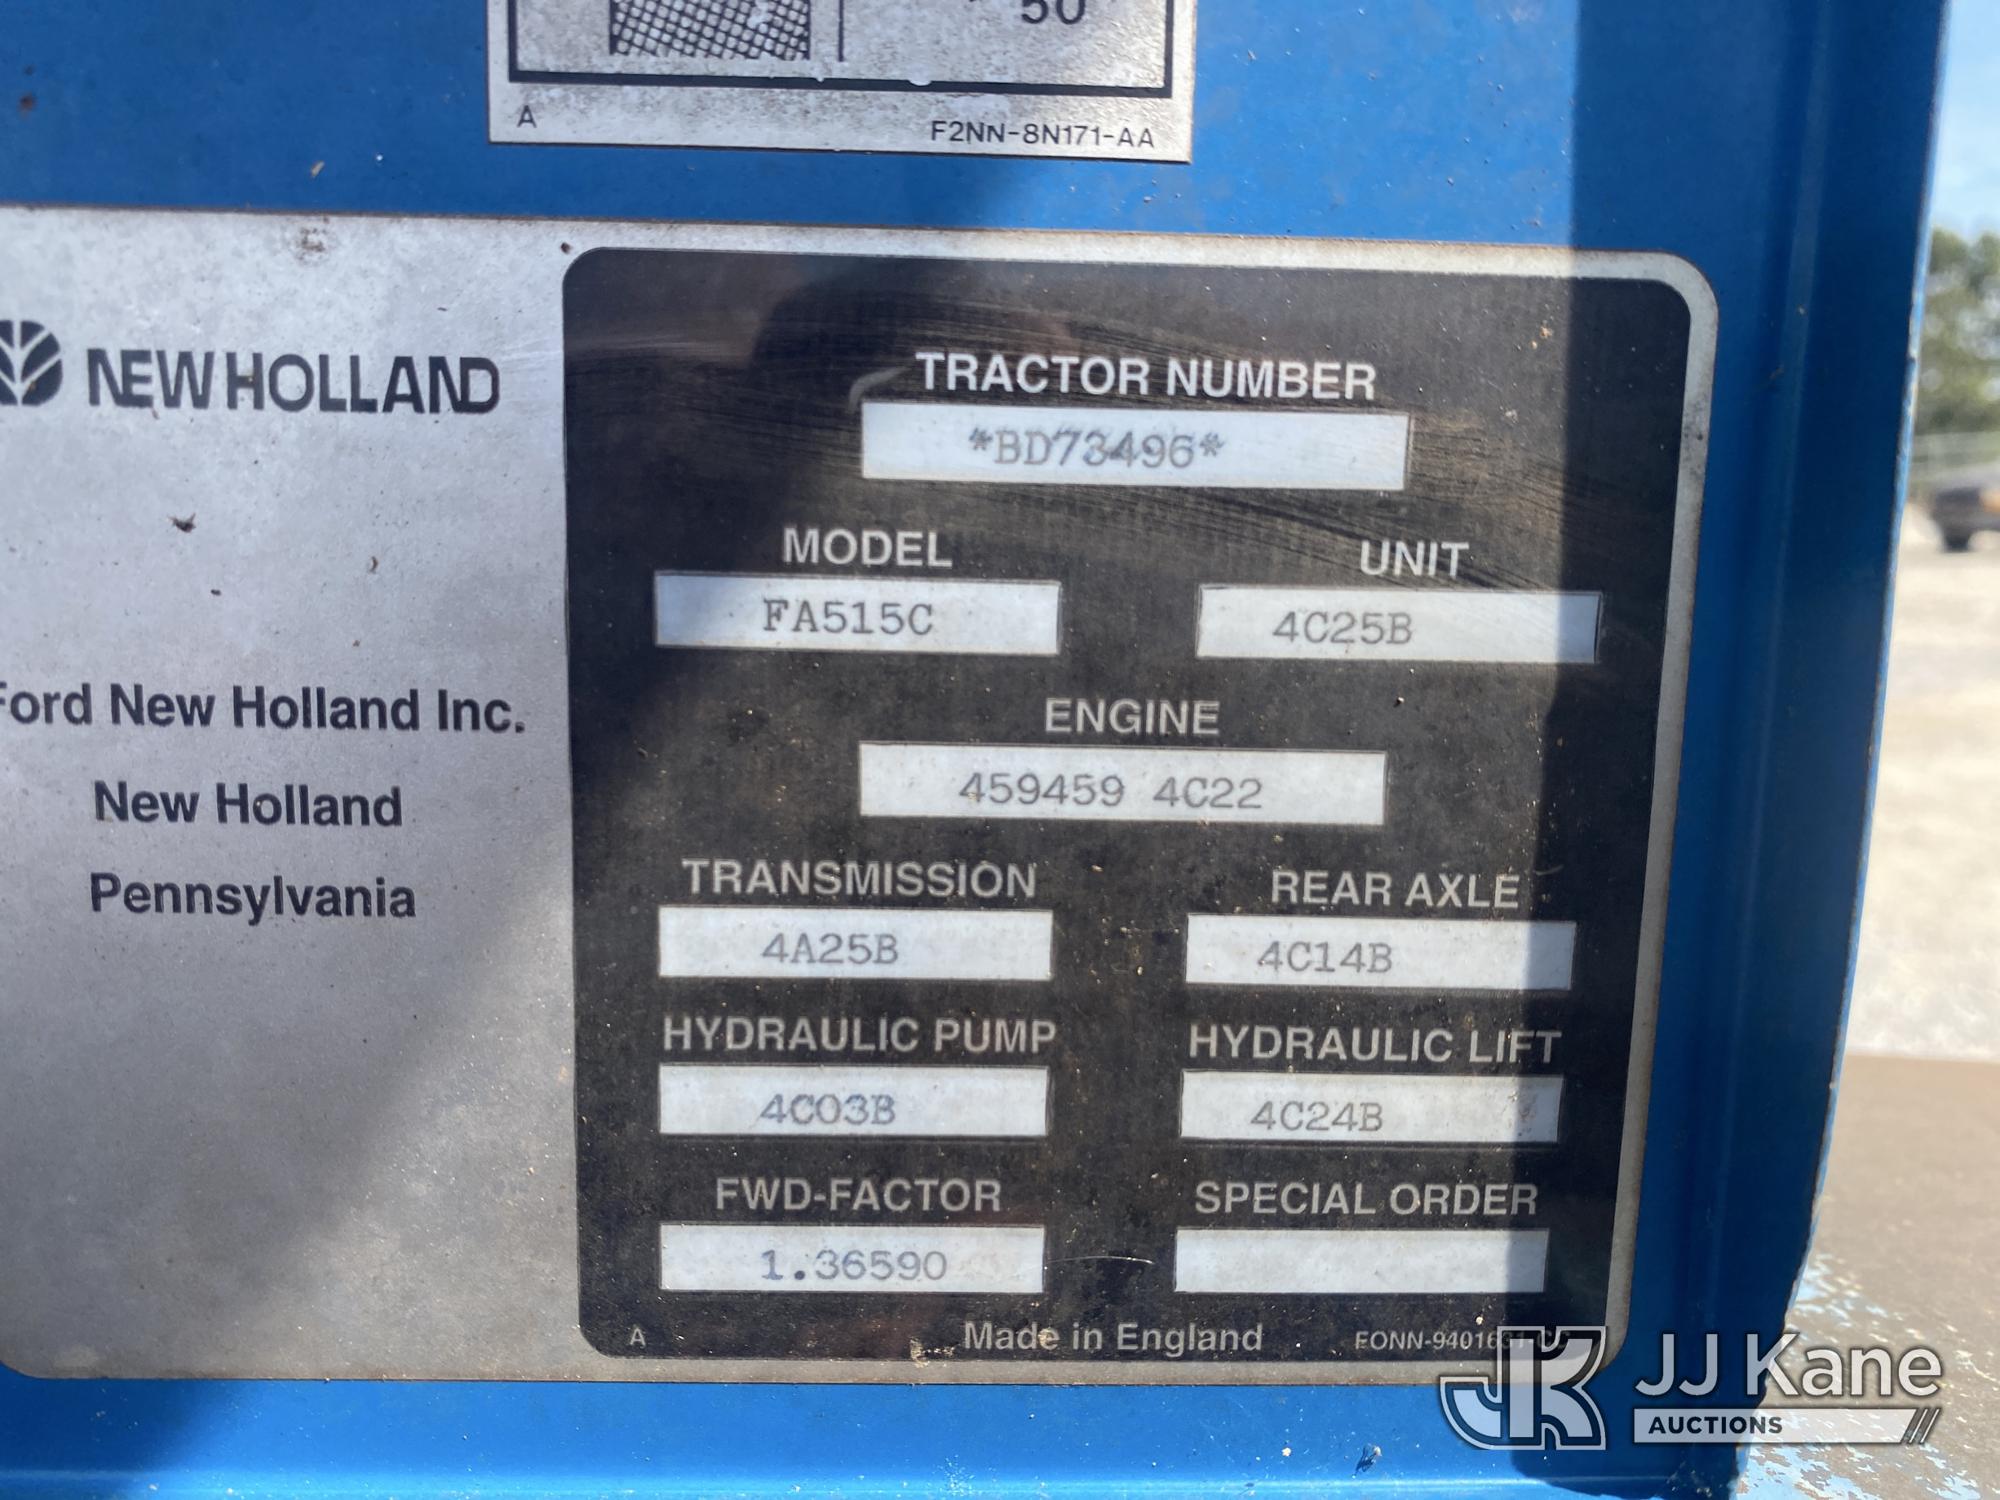 50
A F2NN-8N171-AA
NEW HOLLAND
Ford New Holland Inc.
New Holland
Pennsylvania
TRACTOR NUMBER
*BD73496*
MODEL UNIT
FA515C 4C25B
ENGINE
459459 4C22
TRANSMISSION REAR AXLE
4A25B 4C14B
HYDRAULIC PUMP HYDRAULIC LIFT
4C03B 4C24B
FWD-FACTOR SPECIAL ORDER
1.36590
A Made in England
JK JJ Kane
AUCTIONS